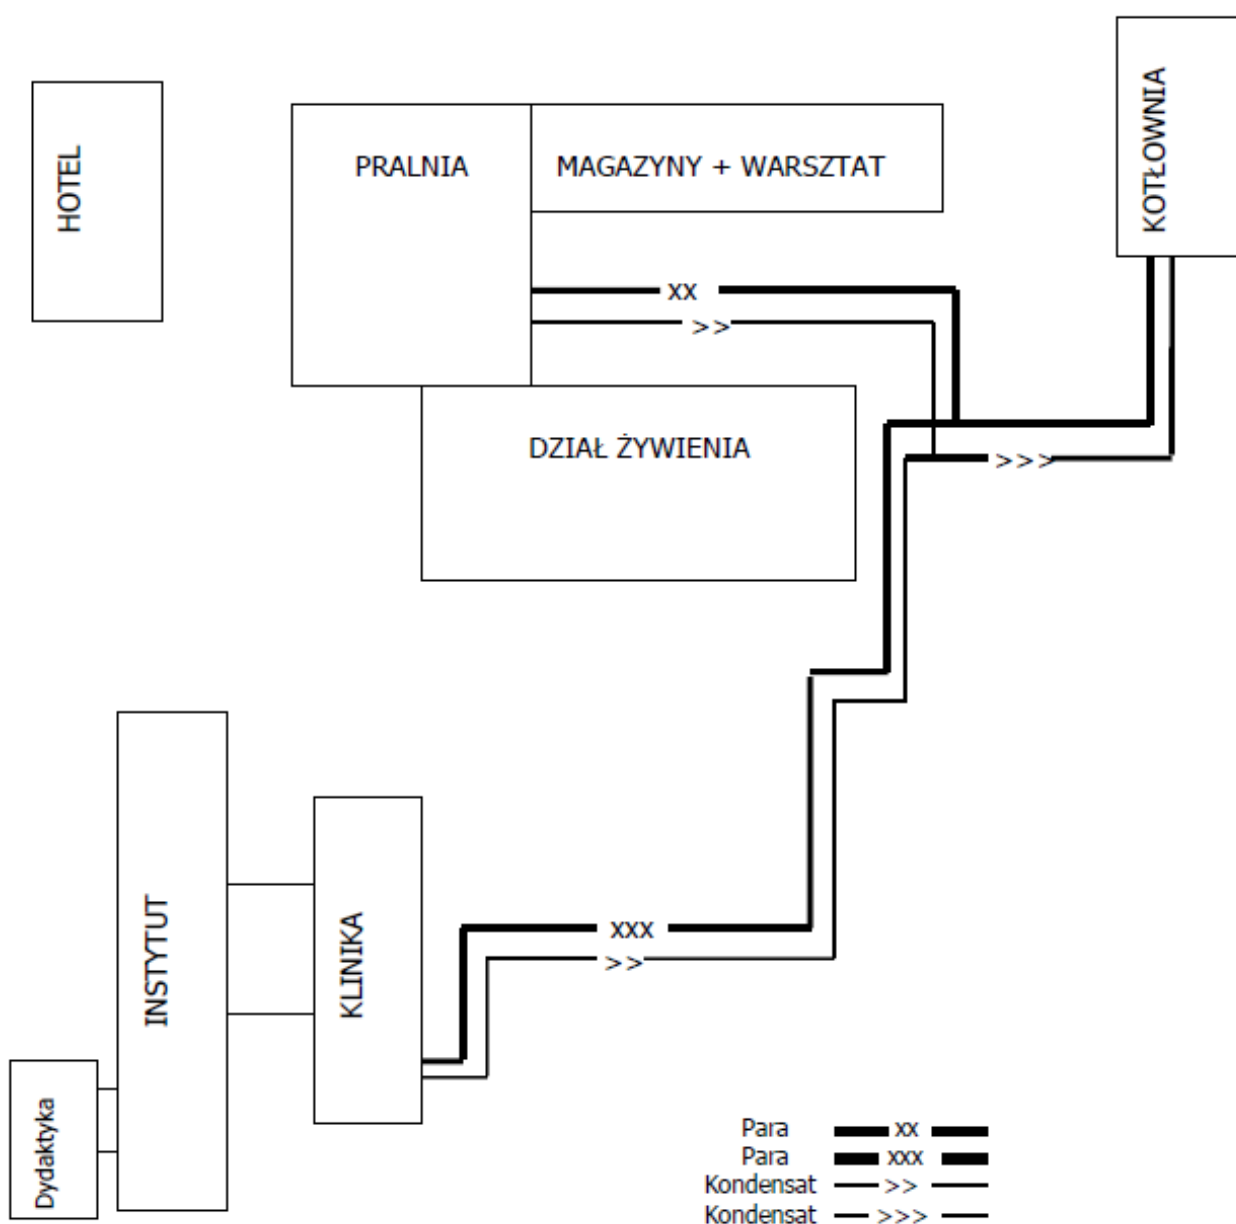 KOTŁOWNIA
HOTEL
PRALNIA
MAGAZYNY + WARSZTAT
xx
>>
DZIAŁ ŻYWIENIA
>>>
INSTYTUT
KLINIKA
xxx
>>
Dydaktyka
Para xx
Para xxx
Kondensat >>
Kondensat >>>